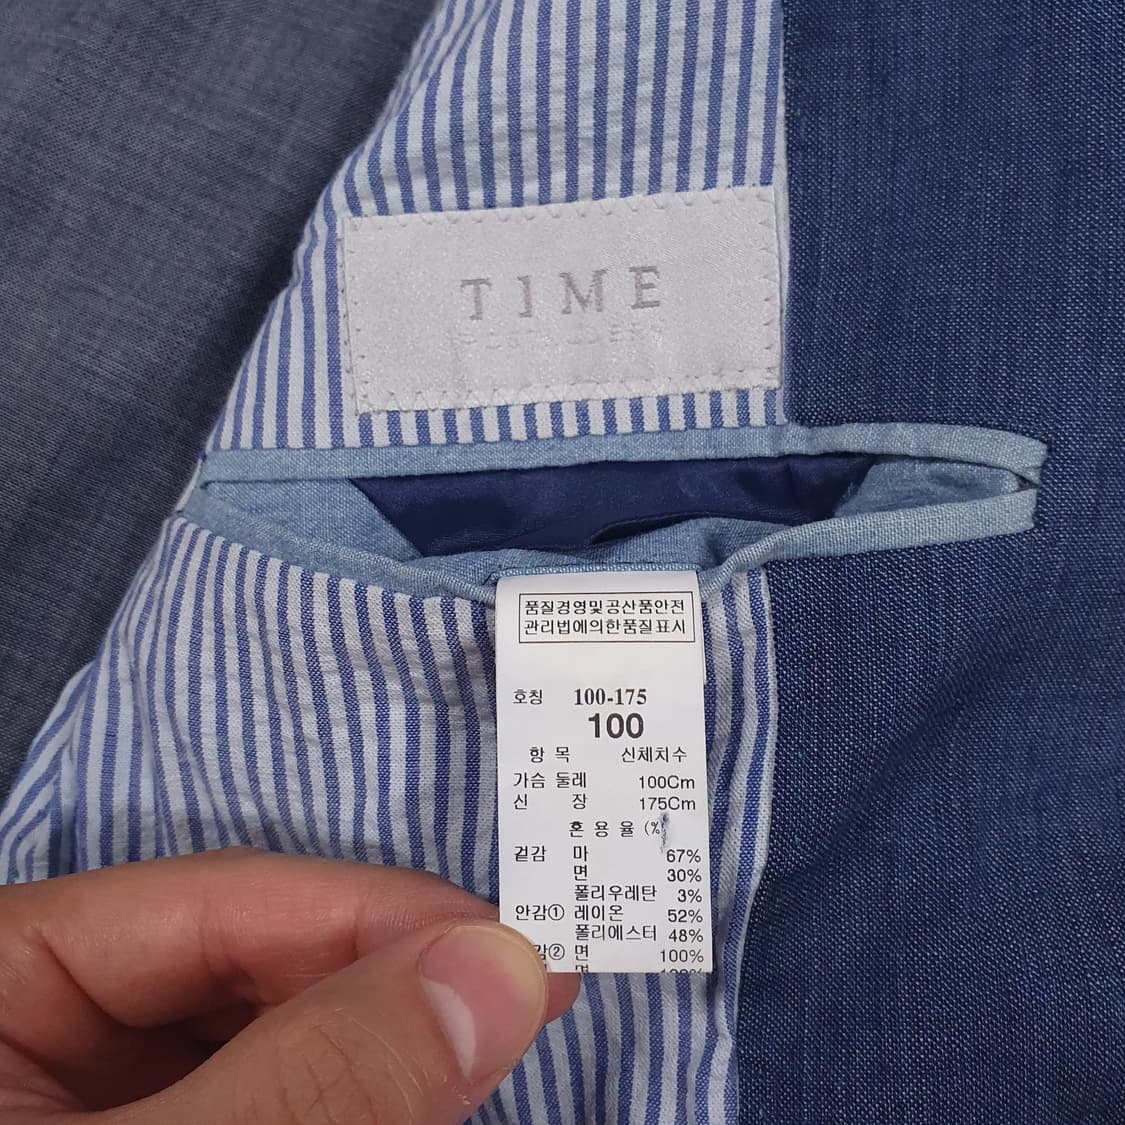 TIME
품질경영및공산품안전
관리법에의한품질표시
호칭 100-175
100
항 목 신체치수
가슴 둘레 100Cm
신 장 175Cm
혼 용 율 (%
겉감 마 67%
면 30%
폴리우레탄 3%
안감① 레이온 52%
폴리에스터 48%
감② 면 100%